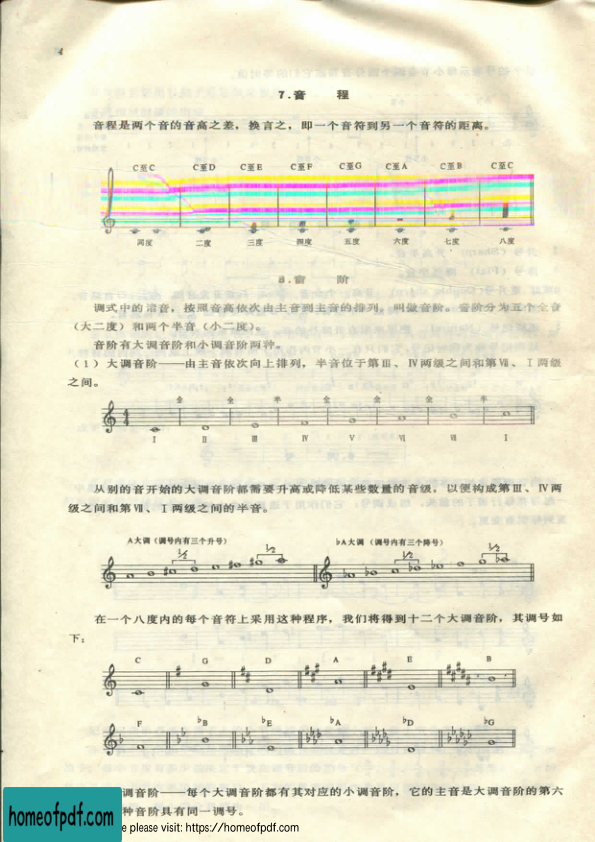 4
7.音 程
音程是两个音的音高之差，换言之，即一个音符到另一个音符的距离。
C至C C至D C至E C至F C至G C至A C至B C至C
同度 二度 三度 四度 五度 六度 七度 八度
8.音 阶
调式中的诸音，按照音高依次由主音到主音的排列，叫做音阶。音阶分为五个全音
（大二度）和两个半音（小二度）。
音阶有大调音阶和小调音阶两种。
（1）大调音阶——由主音依次向上排列，半音位于第Ⅲ、Ⅳ两级之间和第Ⅶ、Ⅰ两级
之间。
全 全 半 全 全 全 半
Ⅰ Ⅱ Ⅲ Ⅳ Ⅴ Ⅵ Ⅶ Ⅰ
从别的音开始的大调音阶都需要升高或降低某些数量的音级，以便构成第Ⅲ、Ⅳ两
级之间和第Ⅶ、Ⅰ两级之间的半音。
A大调（调号内有三个升号） ♭A大调（调号内有三个降号）
½ ½ ½ ½
在一个八度内的每个音符上采用这种程序，我们将得到十二个大调音阶，其调号如
下：
C G D A E B
F ♭B ♭E ♭A ♭D ♭G
调音阶——每个大调音阶都有其对应的小调音阶，它的主音是大调音阶的第六
种音阶具有同一调号。
homeofpdf.com
e please visit: https://homeofpdf.com